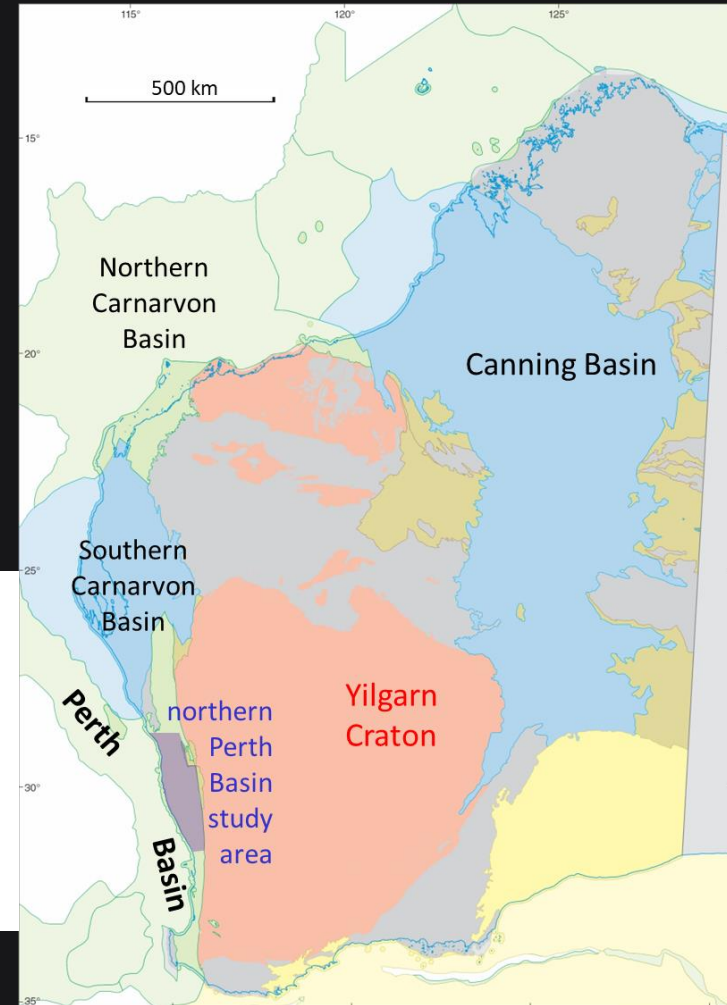 115°
120°
125°
500 km
15°
Northern
Carnarvon
Basin
20°
Canning Basin
Southern
Carnarvon
Basin
25°
Perth
Basin
northern
Perth
Basin
study
area
Yilgarn
Craton
30°
35°